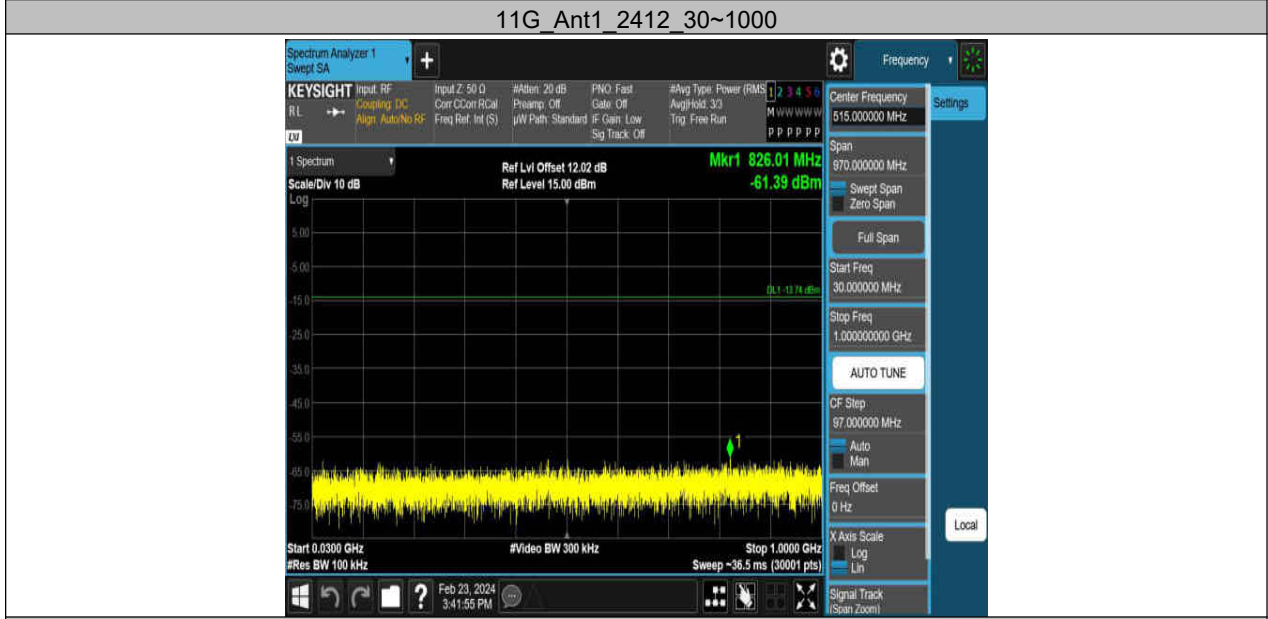 11G_Ant1_2412_30~1000
Spectrum Analyzer 1
Swept SA
+
Frequency
KEYSIGHT
RL
LXI
Input: RF
Coupling: DC
Align: Auto/No RF
Input Z: 50 Ω
Corr CCorr RCal
Freq Ref: Int (S)
#Atten: 20 dB
Preamp: Off
µW Path: Standard
PNO: Fast
Gate: Off
IF Gain: Low
Sig Track: Off
#Avg Type: Power (RMS
Avg|Hold: 3/3
Trig: Free Run
1 2 3 4 5 6
M W W W W W
P P P P P P
1 Spectrum
Scale/Div 10 dB
Log
Ref Lvl Offset 12.02 dB
Ref Level 15.00 dBm
Mkr1 826.01 MHz
-61.39 dBm
5.00
-5.00
-15.0
-25.0
-35.0
-45.0
-55.0
-65.0
-75.0
DL1 -13.74 dBm
1
Start 0.0300 GHz
#Res BW 100 kHz
#Video BW 300 kHz
Stop 1.0000 GHz
Sweep ~36.5 ms (30001 pts)
?
Feb 23, 2024
3:41:55 PM
Center Frequency
515.000000 MHz
Settings
Span
970.000000 MHz
Swept Span
Zero Span
Full Span
Start Freq
30.000000 MHz
Stop Freq
1.000000000 GHz
AUTO TUNE
CF Step
97.000000 MHz
Auto
Man
Freq Offset
0 Hz
X Axis Scale
Log
Lin
Local
Signal Track
(Span Zoom)